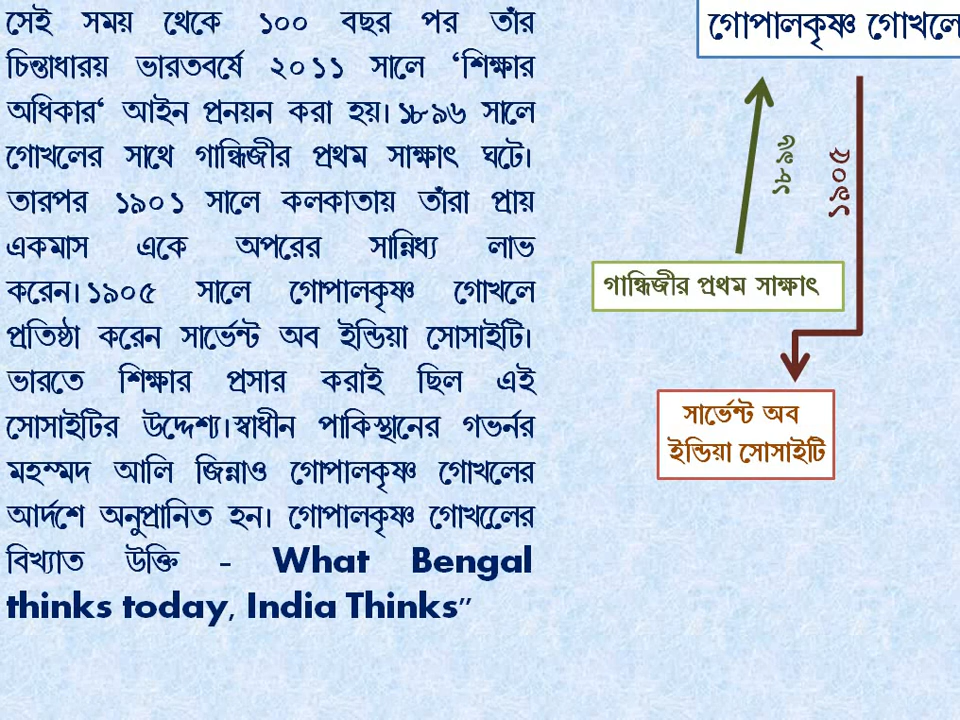 সেই সময় থেকে ১০০ বছর পর তাঁর
চিন্তাধারয় ভারতবর্ষে ২০১১ সালে ‘শিক্ষার
অধিকার‘ আইন প্রনয়ন করা হয়। ১৮৯৬ সালে
গোখলের সাথে গান্ধিজীর প্রথম সাক্ষাৎ ঘটে।
তারপর ১৯০১ সালে কলকাতায় তাঁরা প্রায়
একমাস একে অপরের সান্নিধ্য লাভ
করেন। ১৯০৫ সালে গোপালকৃষ্ণ গোখলে
প্রতিষ্ঠা করেন সার্ভেন্ট অব ইন্ডিয়া সোসাইটি।
ভারতে শিক্ষার প্রসার করাই ছিল এই
সোসাইটির উদ্দেশ্য। স্বাধীন পাকিস্থানের গভর্নর
মহম্মদ আলি জিন্নাও গোপালকৃষ্ণ গোখলের
আর্দশে অনুপ্রানিত হন। গোপালকৃষ্ণ গোখলেের
বিখ্যাত উক্তি – What Bengal
thinks today, India Thinks”
গোপালকৃষ্ণ গোখলে
১৮৯৬
১৯০৫
গান্ধিজীর প্রথম সাক্ষাৎ
সার্ভেন্ট অব
ইন্ডিয়া সোসাইটি